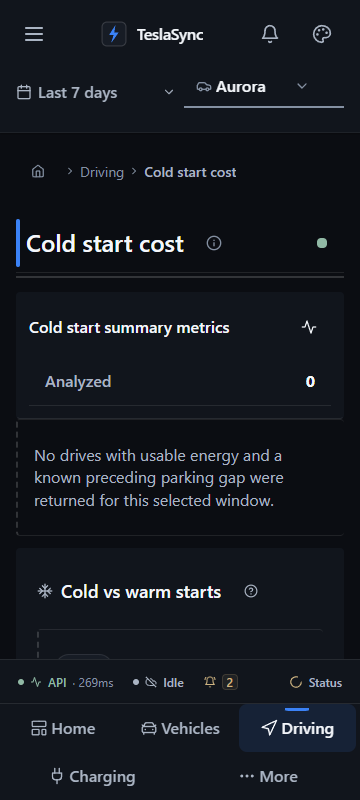 TeslaSync
Last 7 days
Aurora
Driving
Cold start cost
Cold start cost
Cold start summary metrics
Analyzed
0
No drives with usable energy and a
known preceding parking gap were
returned for this selected window.
Cold vs warm starts
API · 269ms
Idle
2
Status
Home
Vehicles
Driving
Charging
More